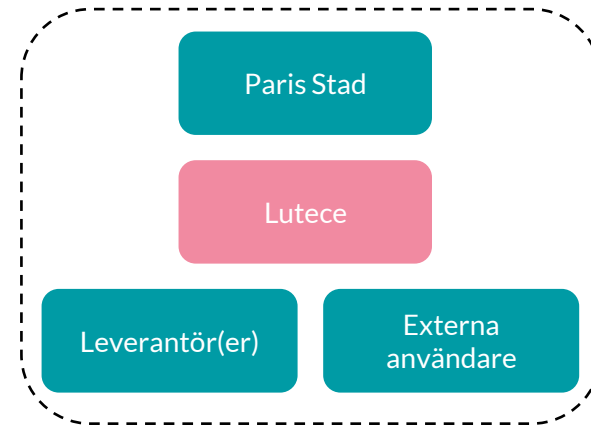 Paris Stad
Lutece
Leverantör(er)
Externa
användare